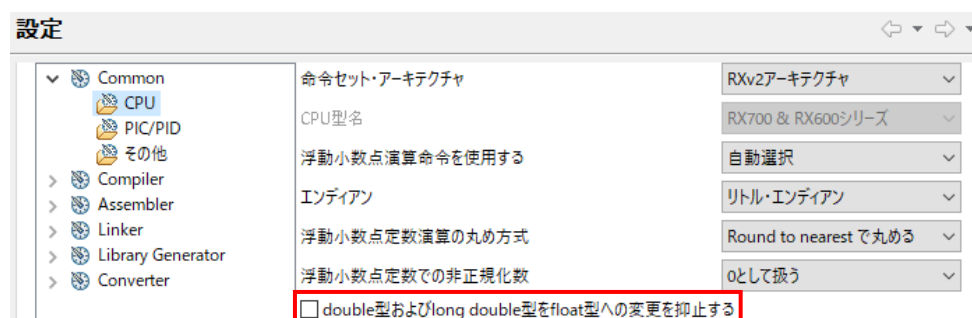 設定
Common
CPU
PIC/PID
その他
Compiler
Assembler
Linker
Library Generator
Converter
命令セット・アーキテクチャ RXv2アーキテクチャ
CPU型名 RX700 & RX600シリーズ
浮動小数点演算命令を使用する 自動選択
エンディアン リトル・エンディアン
浮動小数点定数演算の丸め方式 Round to nearest で丸める
浮動小数点定数での非正規化数 0として扱う
double型およびlong double型をfloat型への変更を抑止する